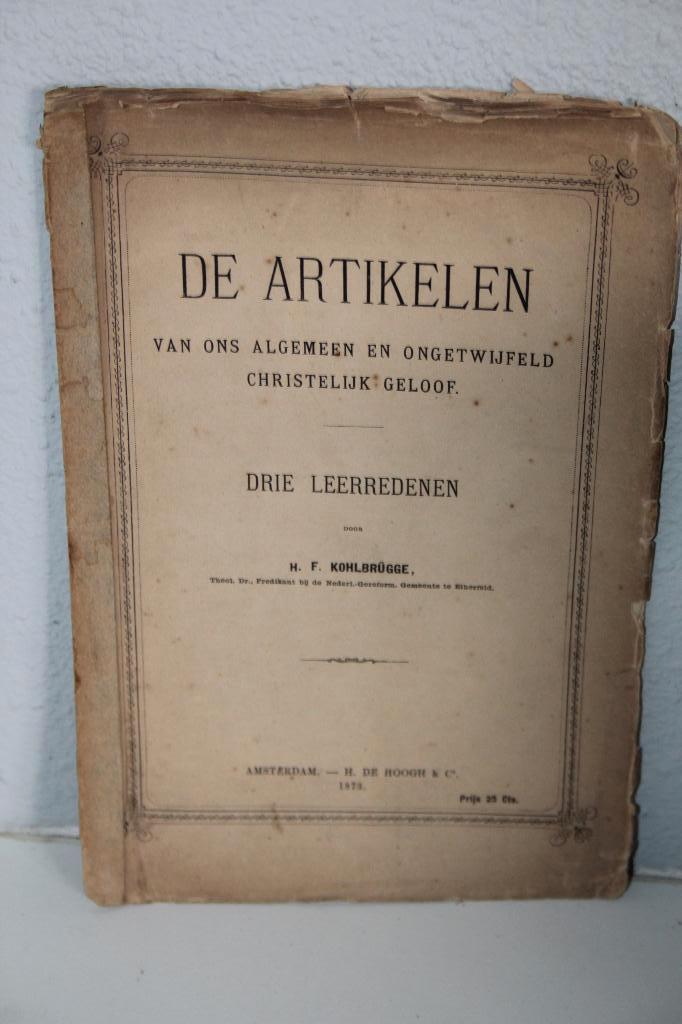 DE ARTIKELEN
VAN ONS ALGEMEEN EN ONGETWIJFELD
CHRISTELIJK GELOOF.
DRIE LEERREDENEN
DOOR
H. F. KOHLBRÜGGE,
Theol. Dr., Predikant bij de Nederl.-Gereform. Gemeente te Elberfeld.
AMSTERDAM. — H. DE HOOGH & Cº.
1873.
Prijs 25 Cts.